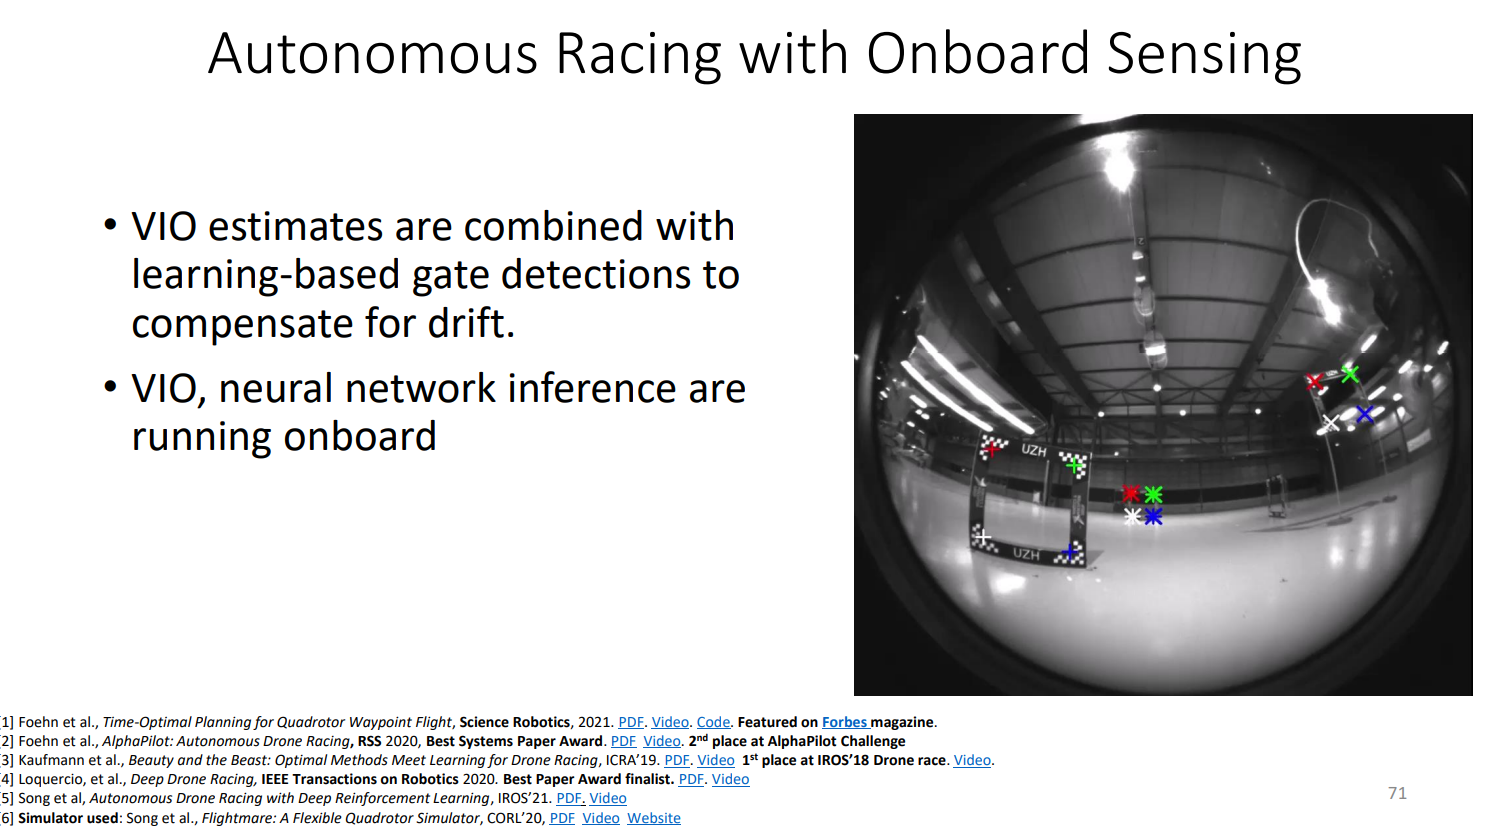 Autonomous Racing with Onboard Sensing
• VIO estimates are combined with
learning-based gate detections to
compensate for drift.
• VIO, neural network inference are
running onboard
UZH
UZH
[1] Foehn et al., Time-Optimal Planning for Quadrotor Waypoint Flight, Science Robotics, 2021. PDF. Video. Code. Featured on Forbes magazine.
[2] Foehn et al., AlphaPilot: Autonomous Drone Racing, RSS 2020, Best Systems Paper Award. PDF Video. 2nd place at AlphaPilot Challenge
[3] Kaufmann et al., Beauty and the Beast: Optimal Methods Meet Learning for Drone Racing, ICRA’19. PDF. Video 1st place at IROS’18 Drone race. Video.
[4] Loquercio, et al., Deep Drone Racing, IEEE Transactions on Robotics 2020. Best Paper Award finalist. PDF. Video
[5] Song et al, Autonomous Drone Racing with Deep Reinforcement Learning, IROS’21. PDF. Video
[6] Simulator used: Song et al., Flightmare: A Flexible Quadrotor Simulator, CORL’20, PDF Video Website
71